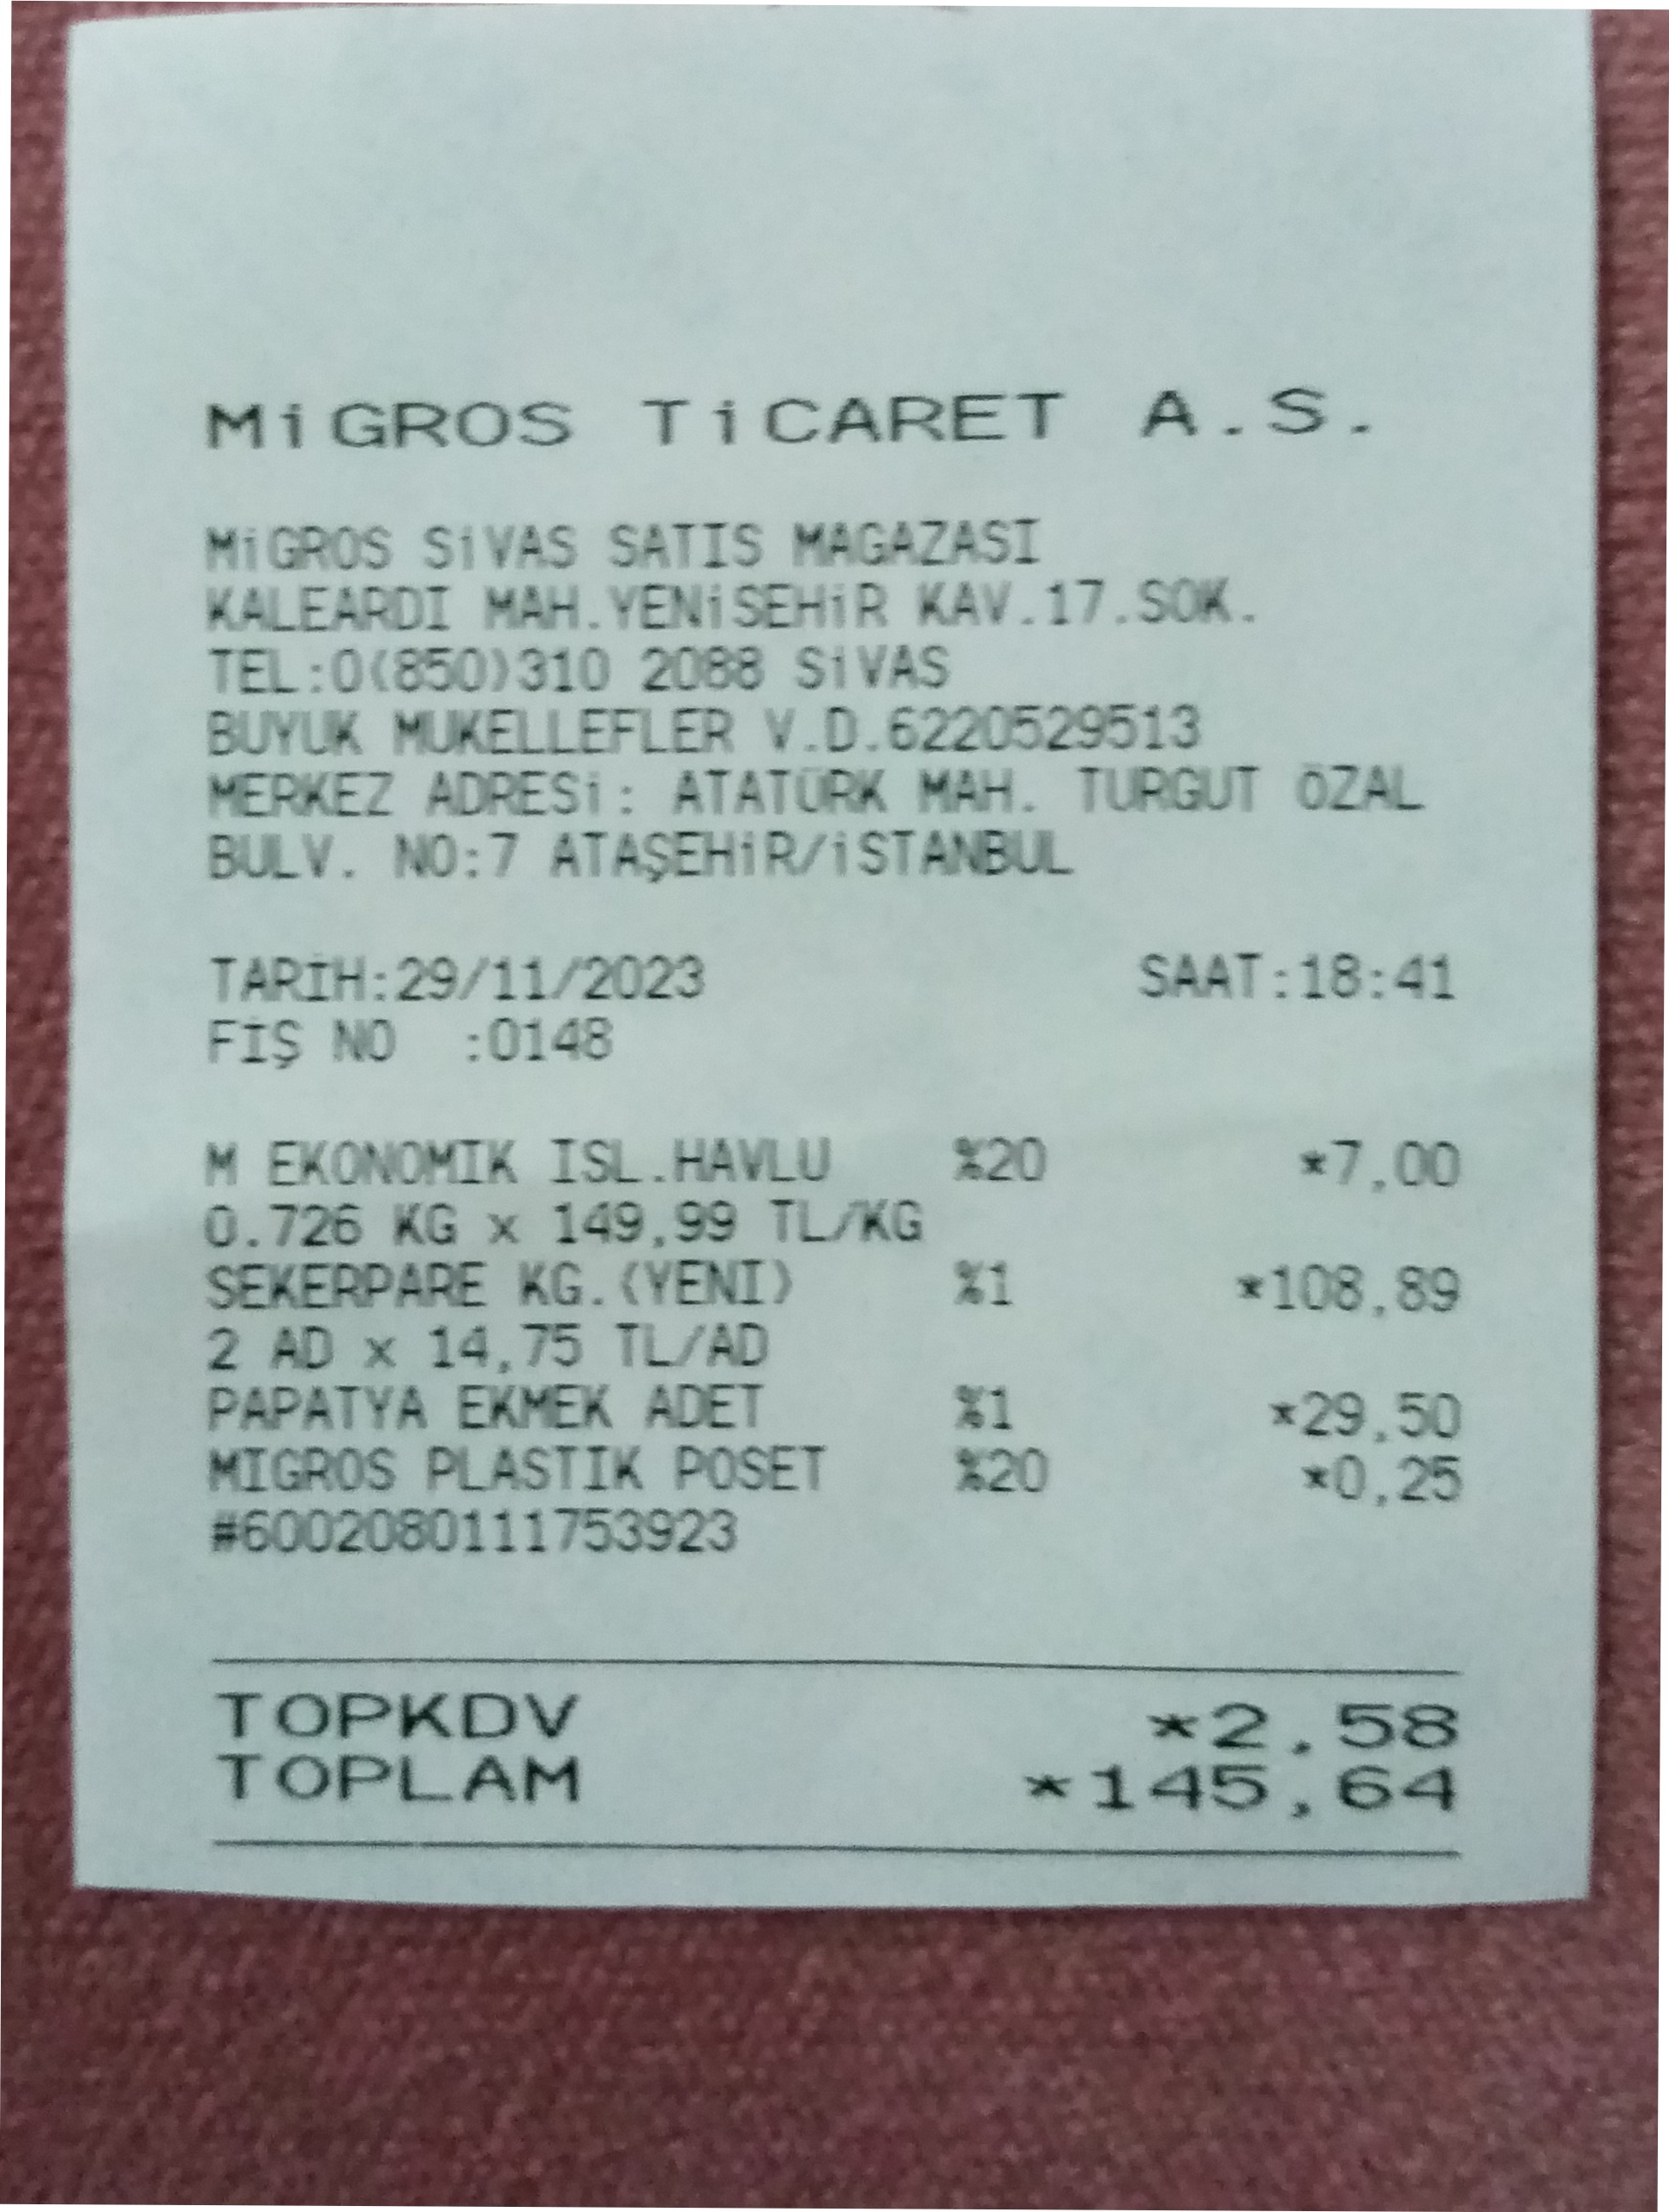 MiGROS TiCARET A.S.
MiGROS SiVAS SATIS MAGAZASI
KALEARDI MAH.YENiSEHiR KAV.17.SOK.
TEL:0(850)310 2088 SiVAS
BUYUK MUKELLEFLER V.D.6220529513
MERKEZ ADRESi: ATATÜRK MAH. TURGUT ÖZAL
BULV. NO:7 ATAŞEHiR/iSTANBUL
TARİH:29/11/2023 SAAT:18:41
FİŞ NO :0148
M EKONOMIK ISL.HAVLU %20 *7,00
0.726 KG x 149,99 TL/KG
SEKERPARE KG.(YENI) %1 *108,89
2 AD x 14,75 TL/AD
PAPATYA EKMEK ADET %1 *29,50
MIGROS PLASTIK POSET %20 *0,25
#6002080111753923
TOPKDV *2,58
TOPLAM *145,64